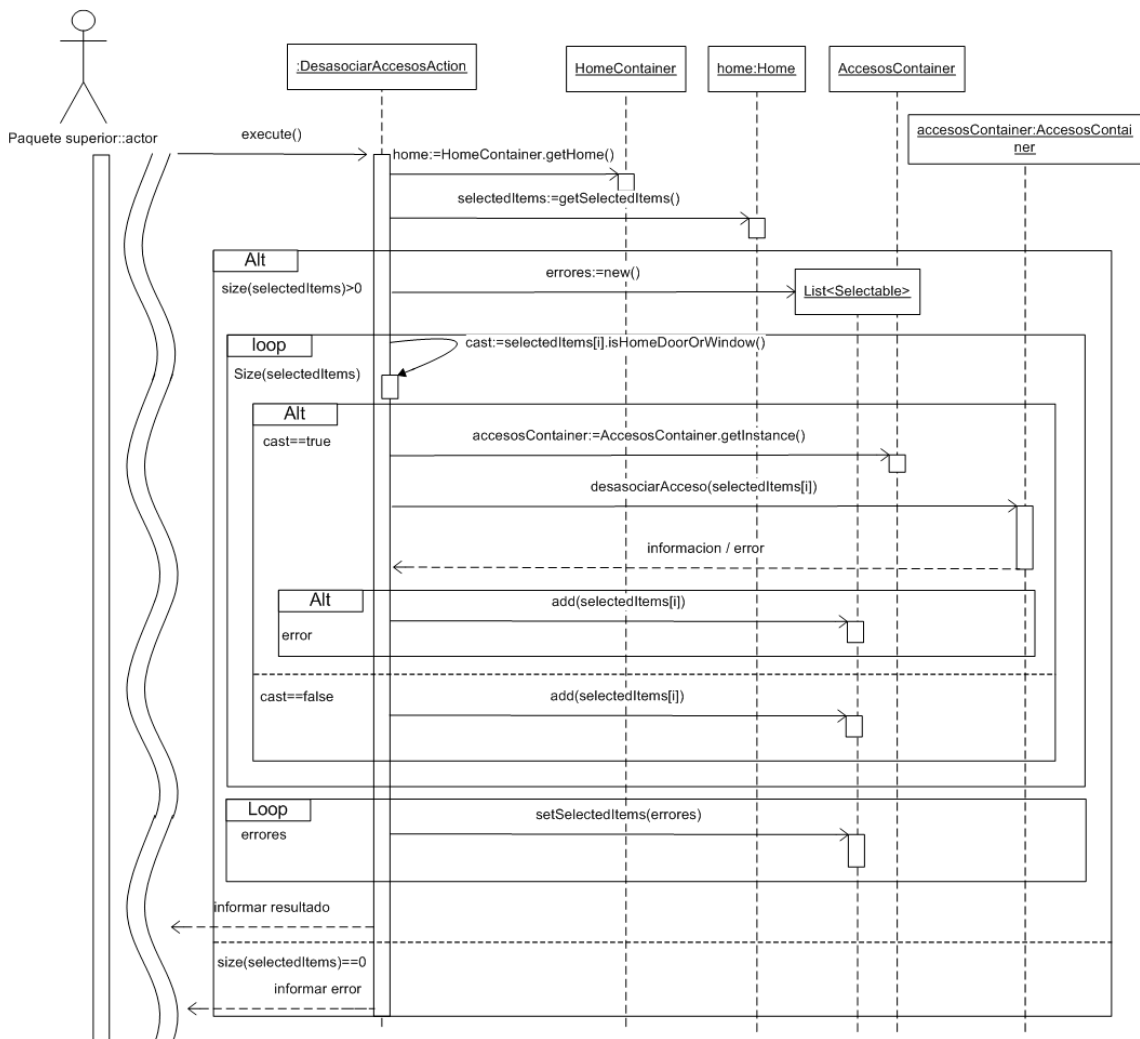 :DesasociarAccesosAction
HomeContainer
home:Home
AccesosContainer
accesosContainer:AccesosContai
ner
Paquete superior::actor
execute()
home:=HomeContainer.getHome()
selectedItems:=getSelectedItems()
Alt
size(selectedItems)>0
errores:=new()
List<Selectable>
loop
Size(selectedItems)
cast:=selectedItems[i].isHomeDoorOrWindow()
Alt
cast==true
accesosContainer:=AccesosContainer.getInstance()
desasociarAcceso(selectedItems[i])
informacion / error
Alt
error
add(selectedItems[i])
cast==false
add(selectedItems[i])
Loop
errores
setSelectedItems(errores)
informar resultado
size(selectedItems)==0
informar error